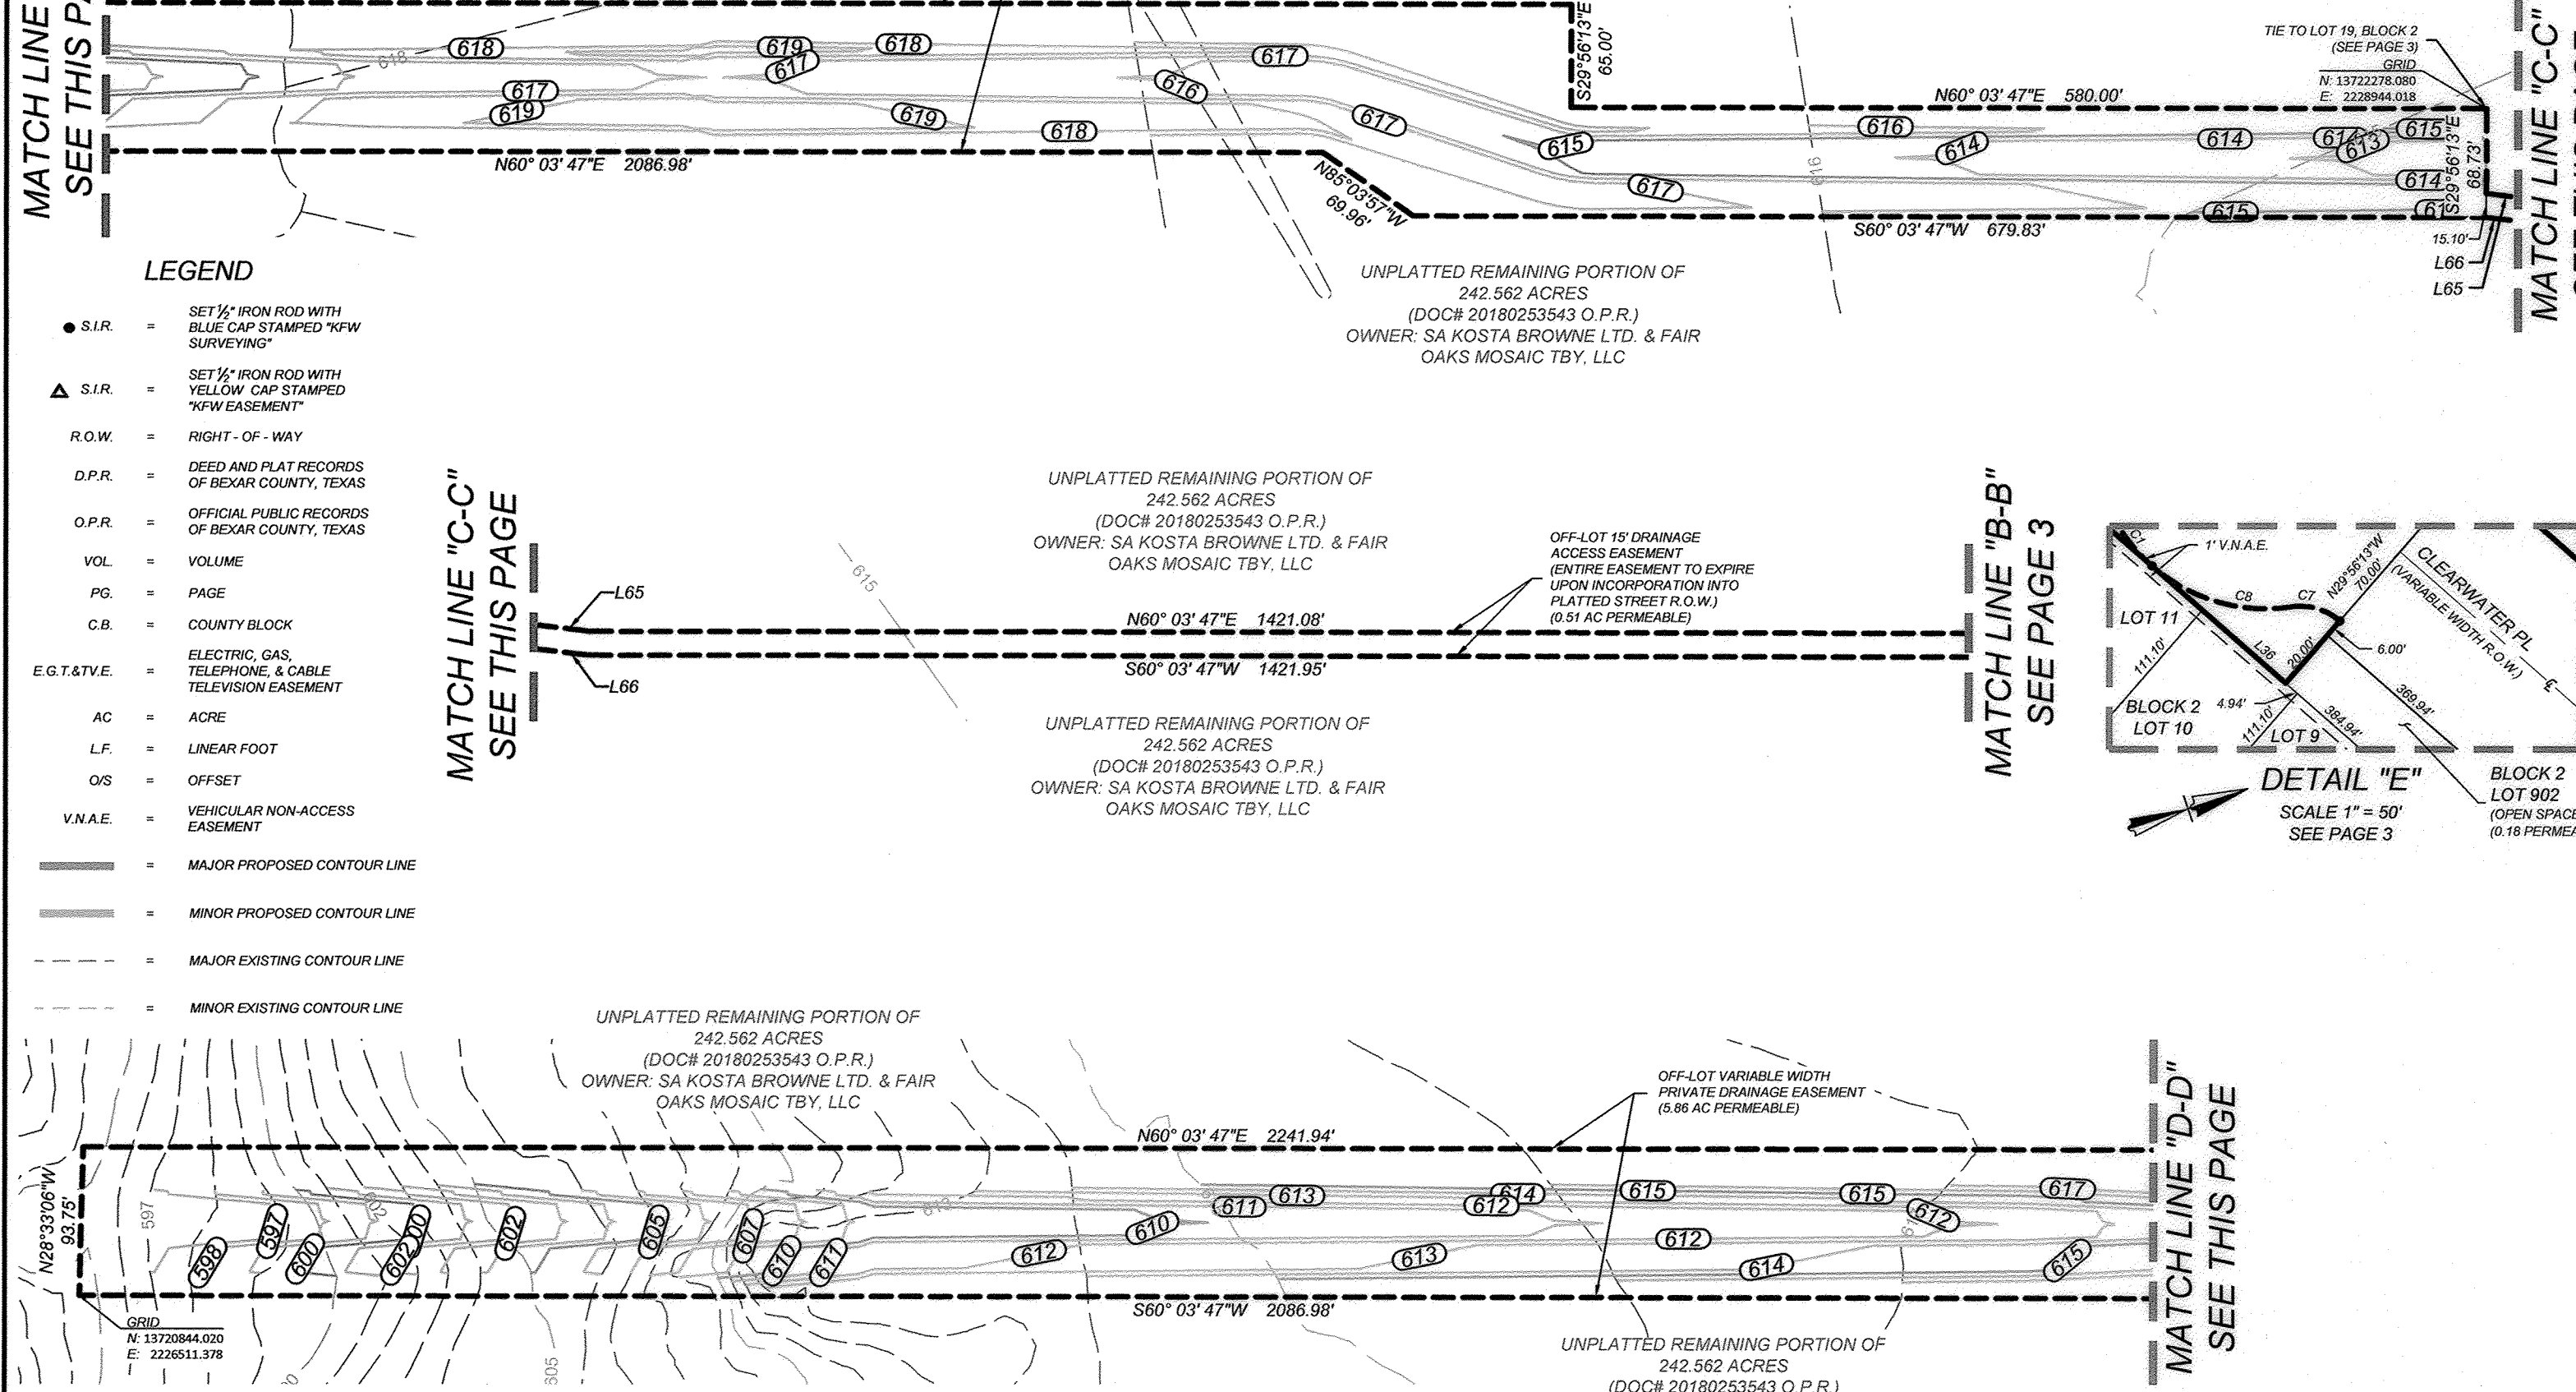 MATCH LINE
SEE THIS
618
618
619
617
618
617
616
617
617
619
619
618
617
615
617
616
614
614
613
615
614
615
616
N60° 03' 47"E 2086.98'
N85°03'57"W
69.96'
S29°56'13"E
65.00'
N60° 03' 47"E 580.00'
S60° 03' 47"W 679.83'
TIE TO LOT 19, BLOCK 2
(SEE PAGE 3)
GRID
N: 13722278.080
E: 2228944.018
S29°56'13"E
68.73'
15.10'
L66
L65
MATCH LINE "C-C"
UNPLATTED REMAINING PORTION OF
242.562 ACRES
(DOC# 20180253543 O.P.R.)
OWNER: SA KOSTA BROWNE LTD. & FAIR
OAKS MOSAIC TBY, LLC
LEGEND
● S.I.R. = SET ½" IRON ROD WITH
BLUE CAP STAMPED "KFW
SURVEYING"
△ S.I.R. = SET ½" IRON ROD WITH
YELLOW CAP STAMPED
"KFW EASEMENT"
R.O.W. = RIGHT - OF - WAY
D.P.R. = DEED AND PLAT RECORDS
OF BEXAR COUNTY, TEXAS
O.P.R. = OFFICIAL PUBLIC RECORDS
OF BEXAR COUNTY, TEXAS
VOL. = VOLUME
PG. = PAGE
C.B. = COUNTY BLOCK
E.G.T.&TV.E. = ELECTRIC, GAS,
TELEPHONE, & CABLE
TELEVISION EASEMENT
AC = ACRE
L.F. = LINEAR FOOT
O/S = OFFSET
V.N.A.E. = VEHICULAR NON-ACCESS
EASEMENT
= MAJOR PROPOSED CONTOUR LINE
= MINOR PROPOSED CONTOUR LINE
= MAJOR EXISTING CONTOUR LINE
= MINOR EXISTING CONTOUR LINE
MATCH LINE "C-C"
SEE THIS PAGE
L65
L66
615
UNPLATTED REMAINING PORTION OF
242.562 ACRES
(DOC# 20180253543 O.P.R.)
OWNER: SA KOSTA BROWNE LTD. & FAIR
OAKS MOSAIC TBY, LLC
OFF-LOT 15' DRAINAGE
ACCESS EASEMENT
(ENTIRE EASEMENT TO EXPIRE
UPON INCORPORATION INTO
PLATTED STREET R.O.W.)
(0.51 AC PERMEABLE)
N60° 03' 47"E 1421.08'
S60° 03' 47"W 1421.95'
UNPLATTED REMAINING PORTION OF
242.562 ACRES
(DOC# 20180253543 O.P.R.)
OWNER: SA KOSTA BROWNE LTD. & FAIR
OAKS MOSAIC TBY, LLC
MATCH LINE "B-B"
SEE PAGE 3
C1
1' V.N.A.E.
C8
C7
N29°56'13"W
70.00'
CLEARWATER PL
(VARIABLE WIDTH R.O.W.)
LOT 11
111.10'
L36
20.00'
6.00'
BLOCK 2
LOT 10
4.94'
111.10'
LOT 9
384.94'
369.94'
DETAIL "E"
SCALE 1" = 50'
SEE PAGE 3
BLOCK 2
LOT 902
(OPEN SPACE
UNPLATTED REMAINING PORTION OF
242.562 ACRES
(DOC# 20180253543 O.P.R.)
OWNER: SA KOSTA BROWNE LTD. & FAIR
OAKS MOSAIC TBY, LLC
OFF-LOT VARIABLE WIDTH
PRIVATE DRAINAGE EASEMENT
(5.86 AC PERMEABLE)
N60° 03' 47"E 2241.94'
N28°33'06"W
93.75'
597
598
597
600
602
602
605
607
610
611
612
610
611
613
612
614
613
615
612
614
615
612
617
615
605
S60° 03' 47"W 2086.98'
GRID
N: 13720844.020
E: 2226511.378
MATCH LINE "D-D"
SEE THIS PAGE
UNPLATTED REMAINING PORTION OF
242.562 ACRES
(DOC# 20180253543 O.P.R.)